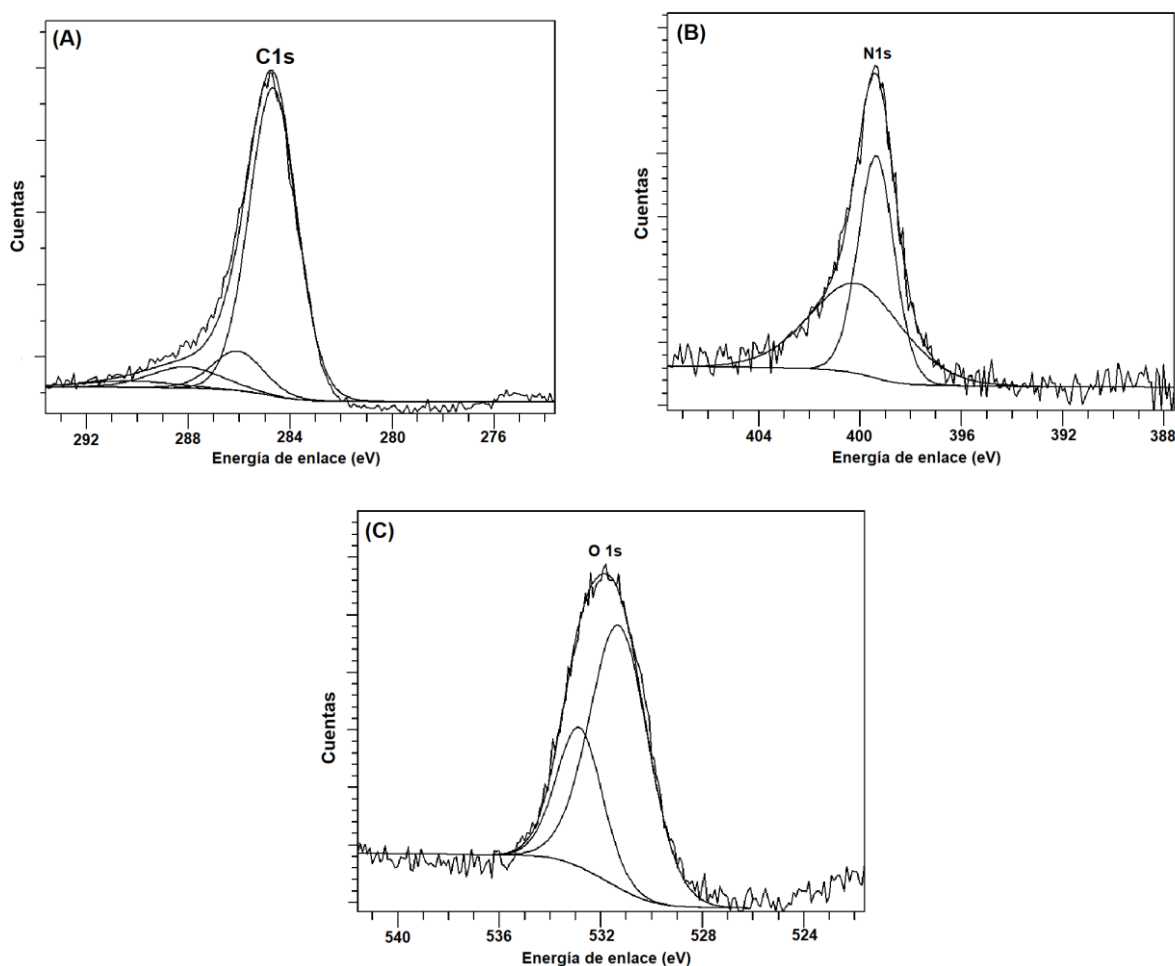 (A)
C1s
Cuentas
292 288 284 280 276
Energía de enlace (eV)
(B)
N1s
Cuentas
404 400 396 392 388
Energía de enlace (eV)
(C)
O 1s
Cuentas
540 536 532 528 524
Energía de enlace (eV)